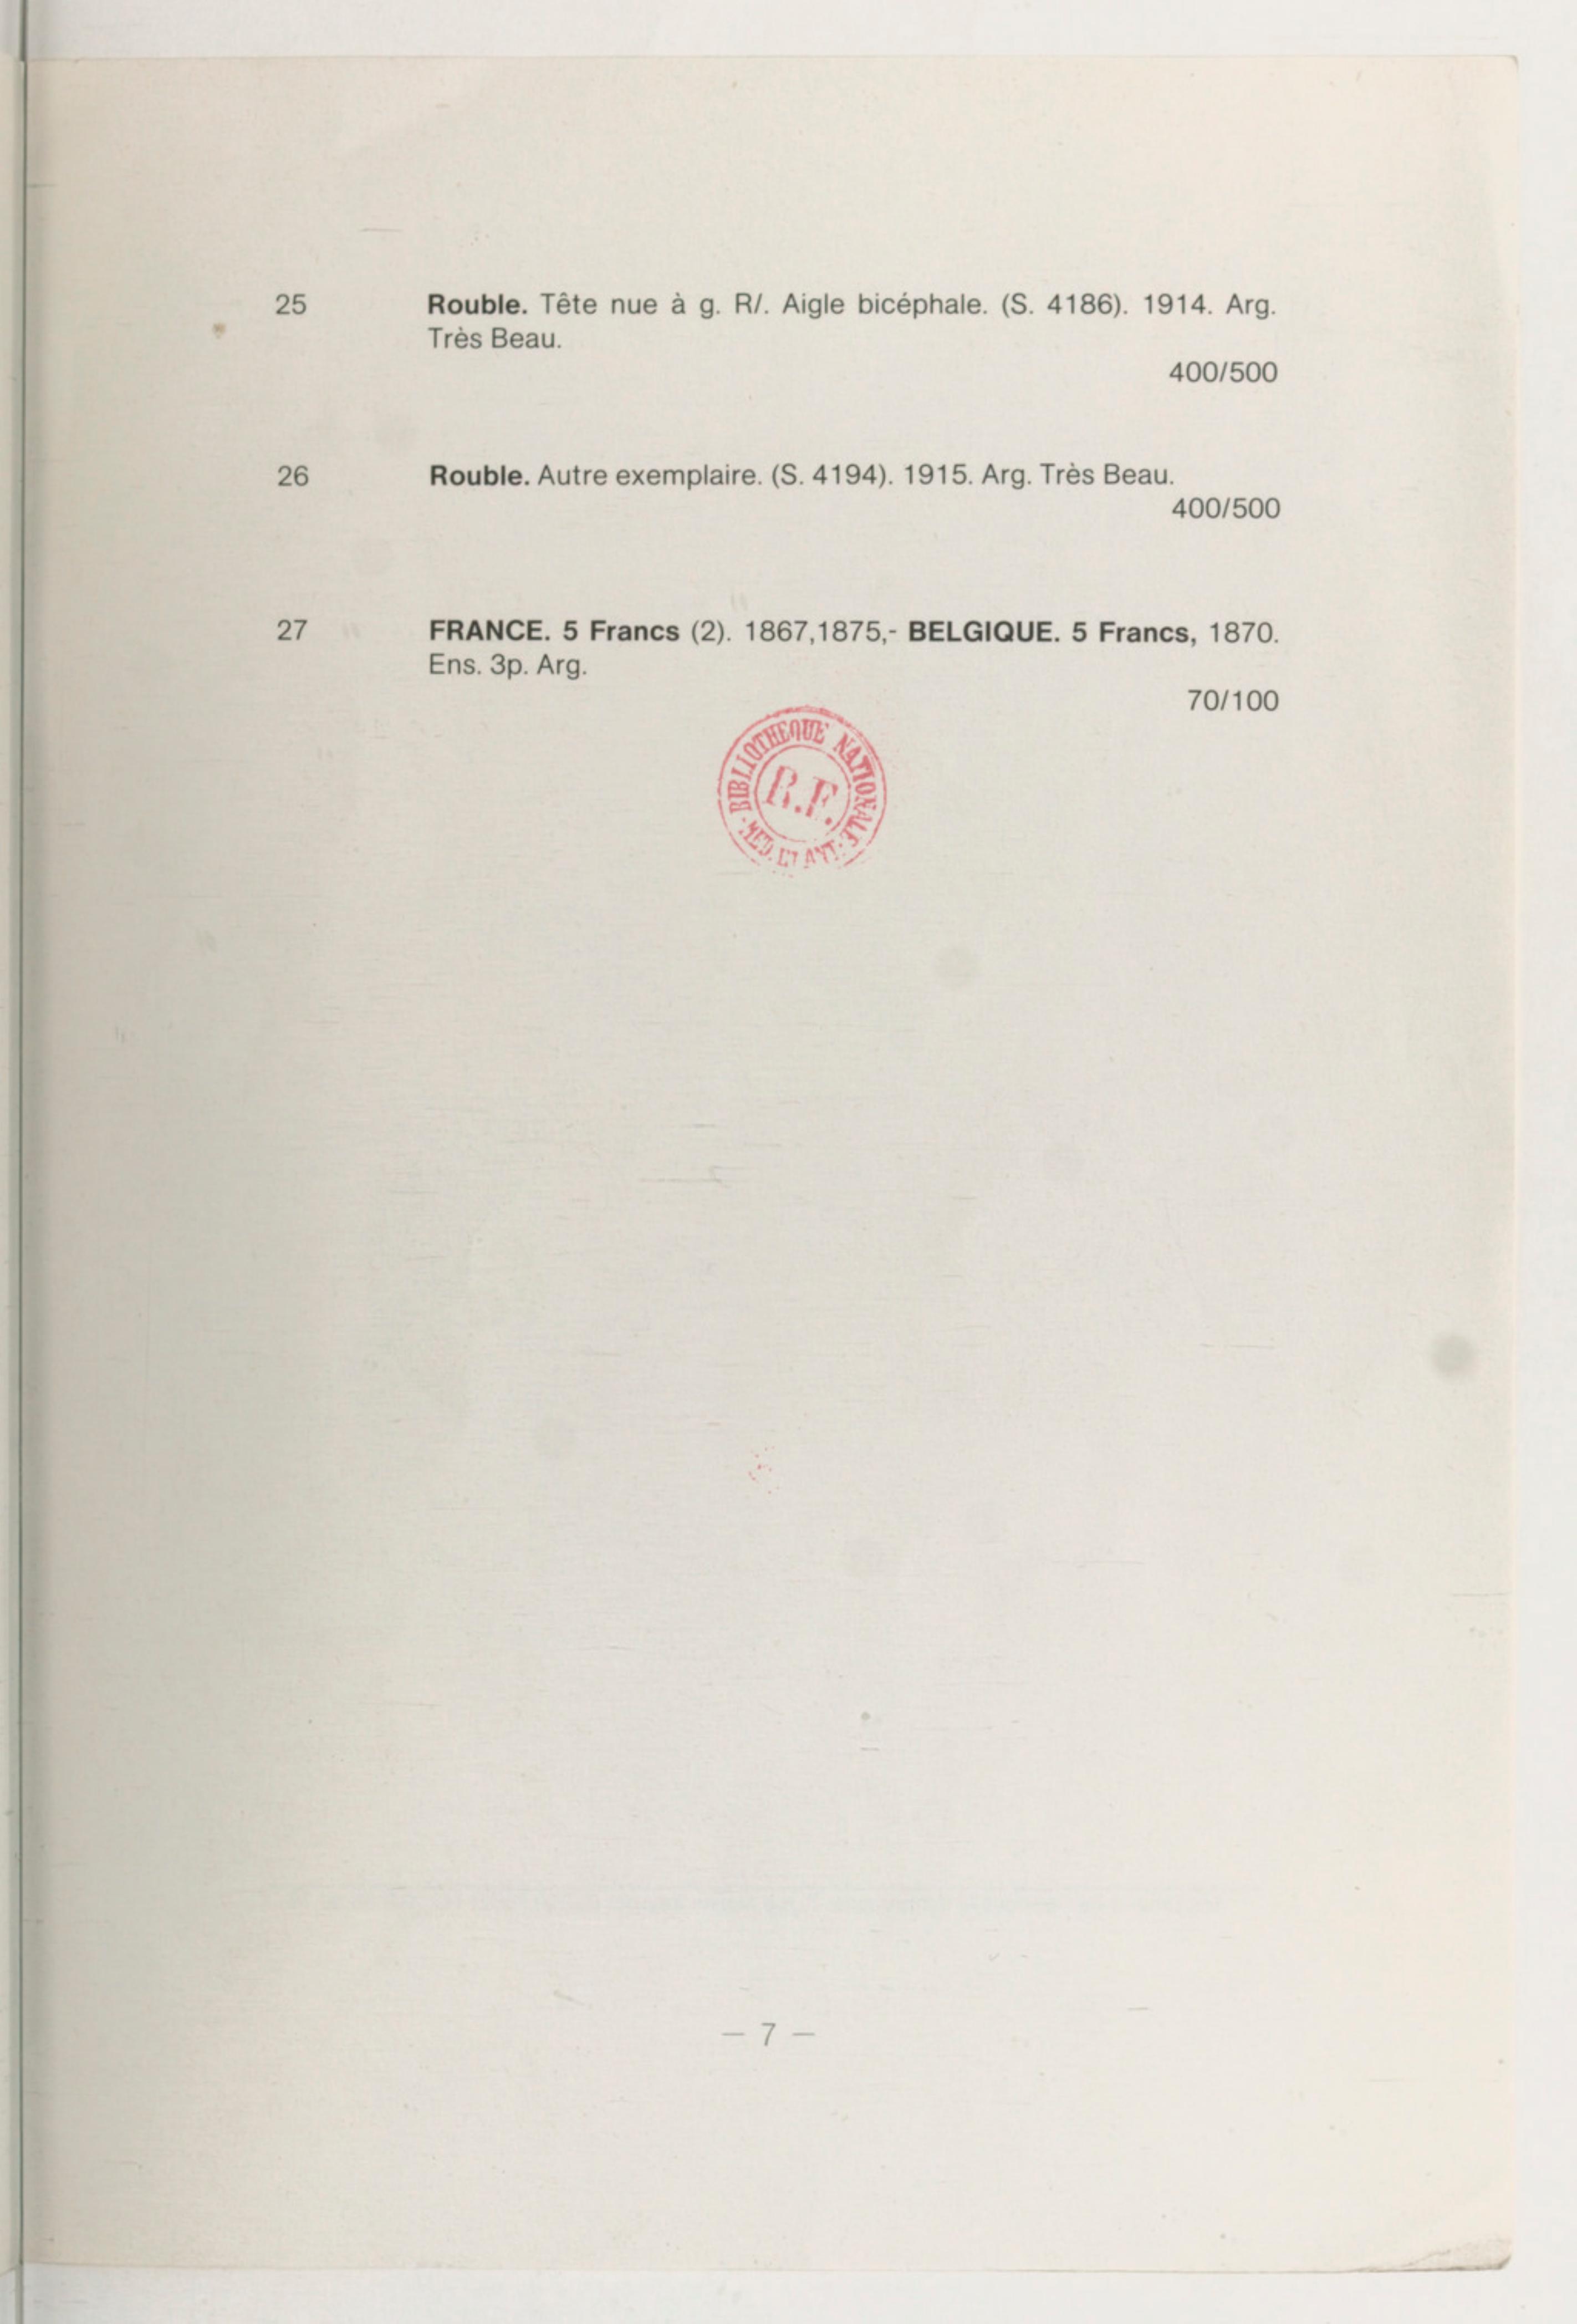 25 Rouble. Tête nue à g. R/. Aigle bicéphale. (S. 4186). 1914. Arg.
Très Beau.
400/500
26 Rouble. Autre exemplaire. (S. 4194). 1915. Arg. Très Beau.
400/500
27 FRANCE. 5 Francs (2). 1867,1875,- BELGIQUE. 5 Francs, 1870.
Ens. 3p. Arg.
70/100
BIBLIOTHEQUE NATIONALE
R.F.
MED. ET ANT.
— 7 —